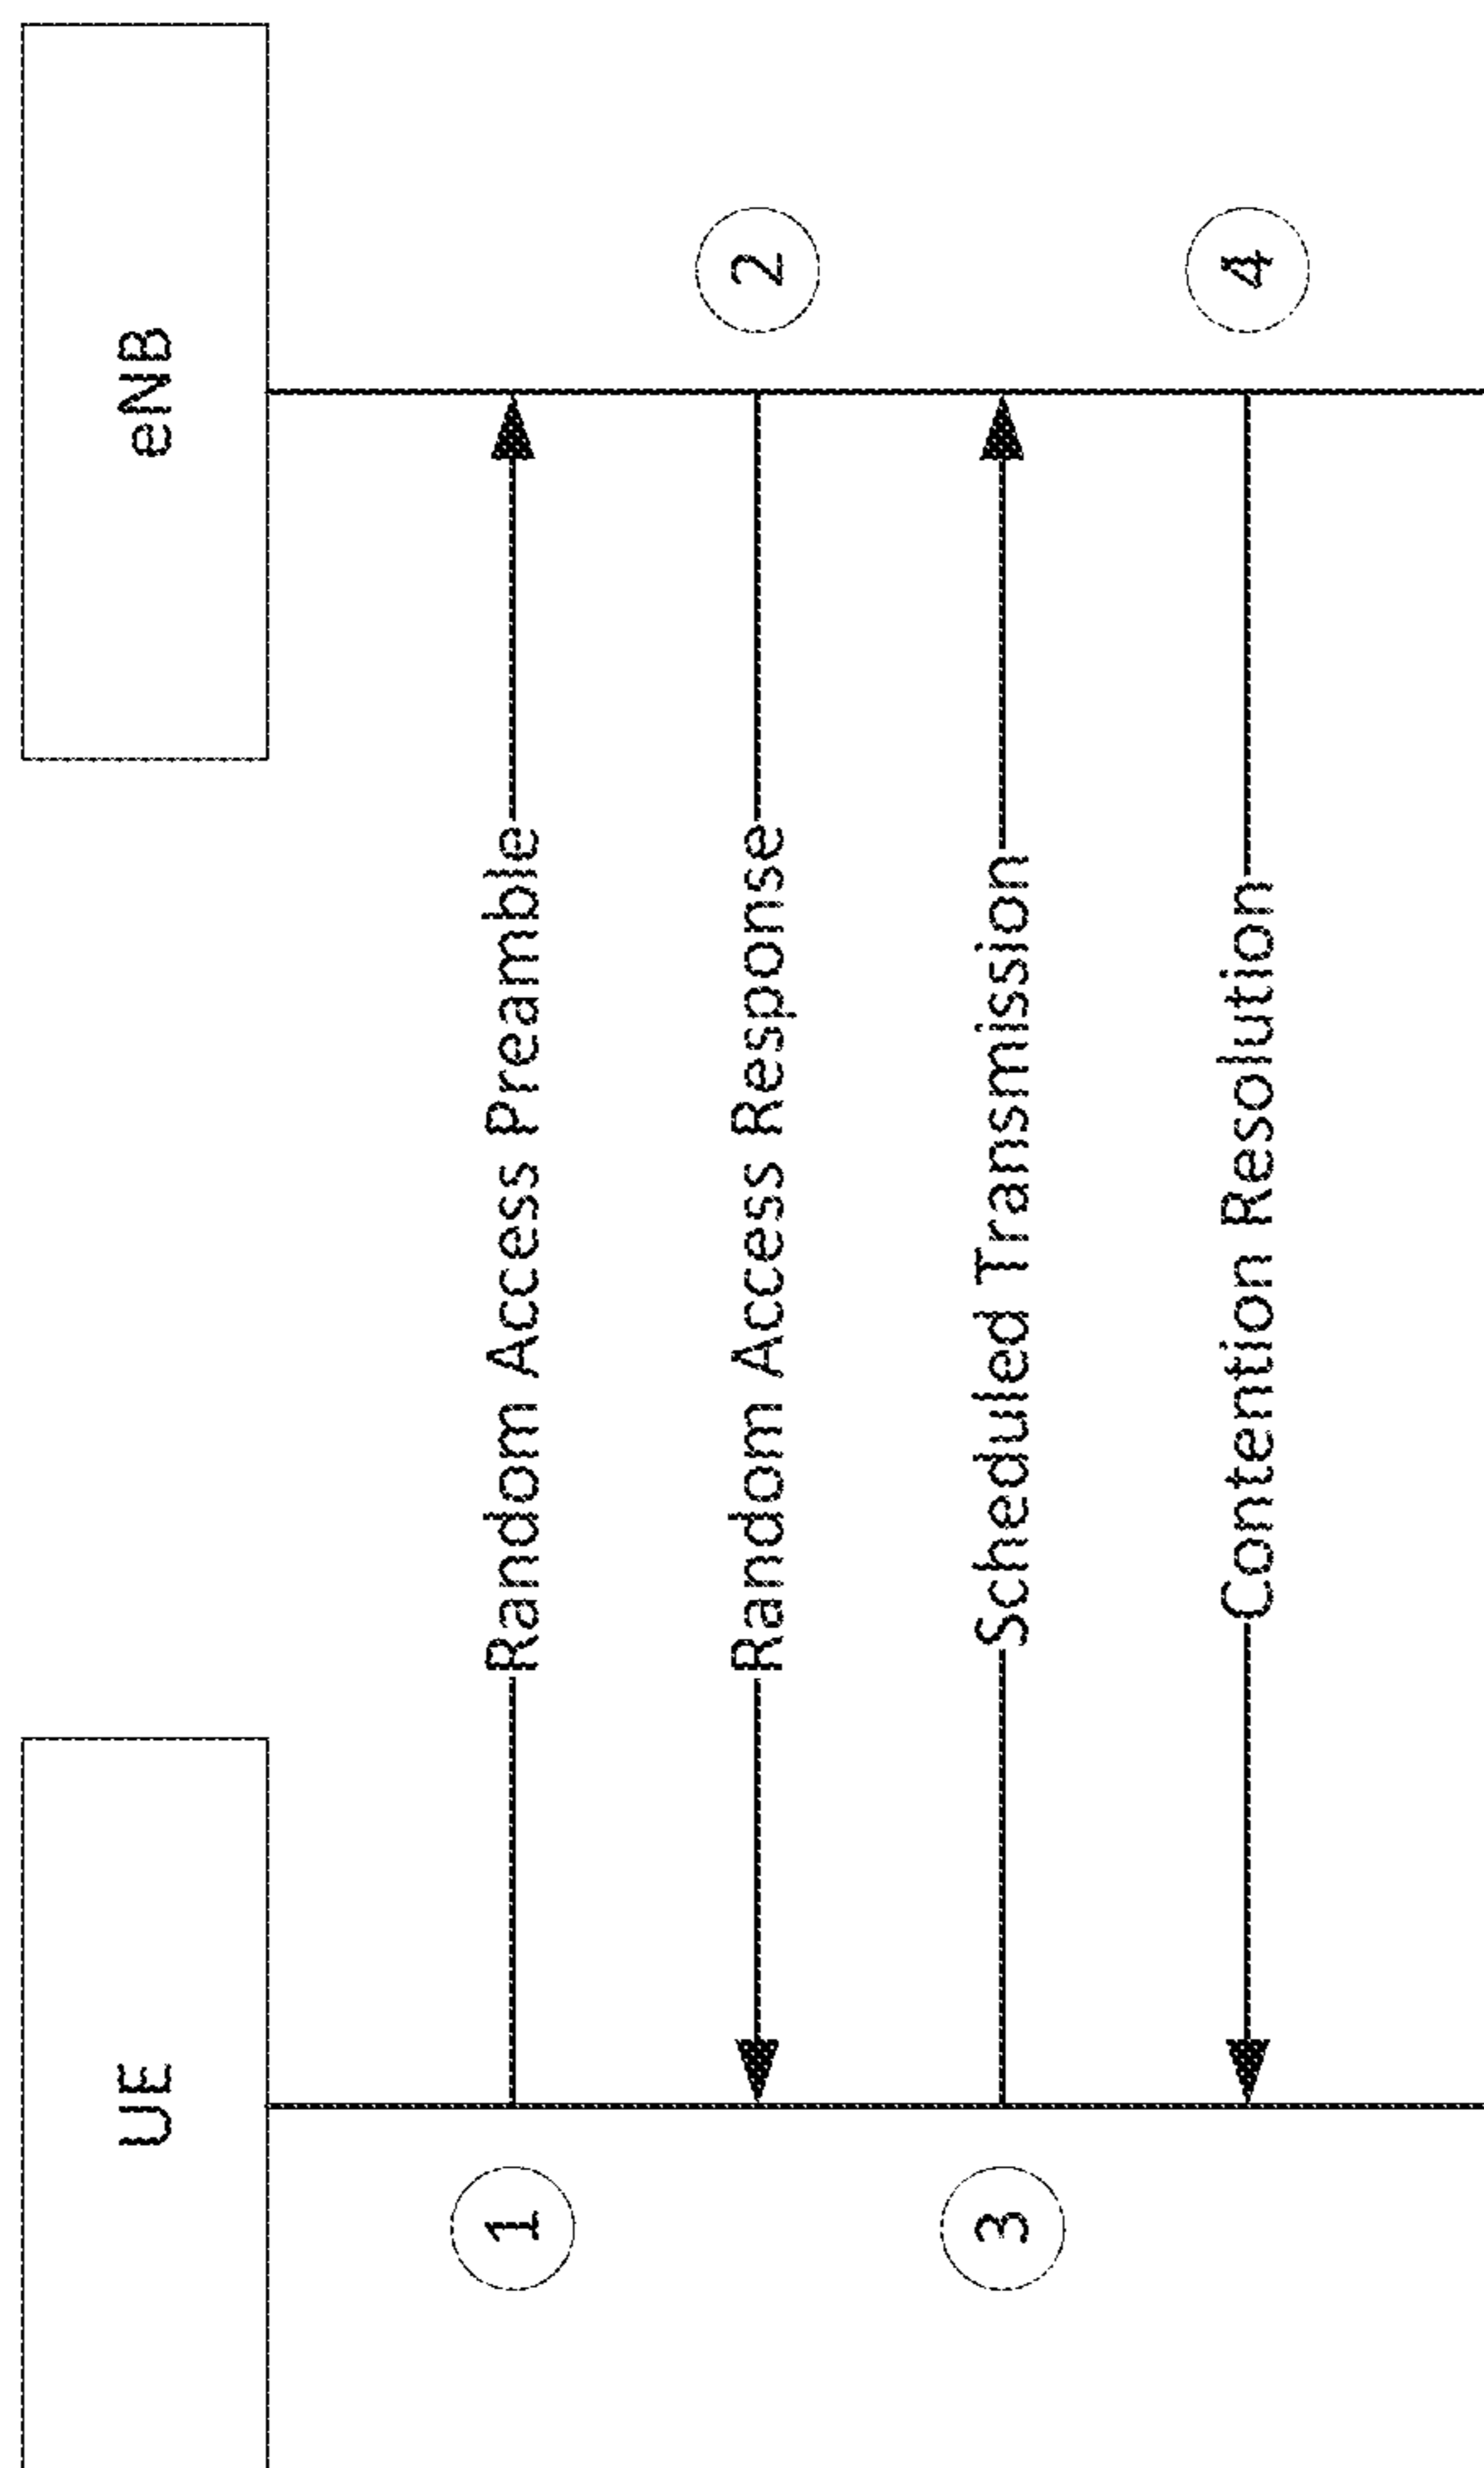 UE
eNB
1
Random Access Preamble
Random Access Response
2
3
Scheduled Transmission
Contention Resolution
4